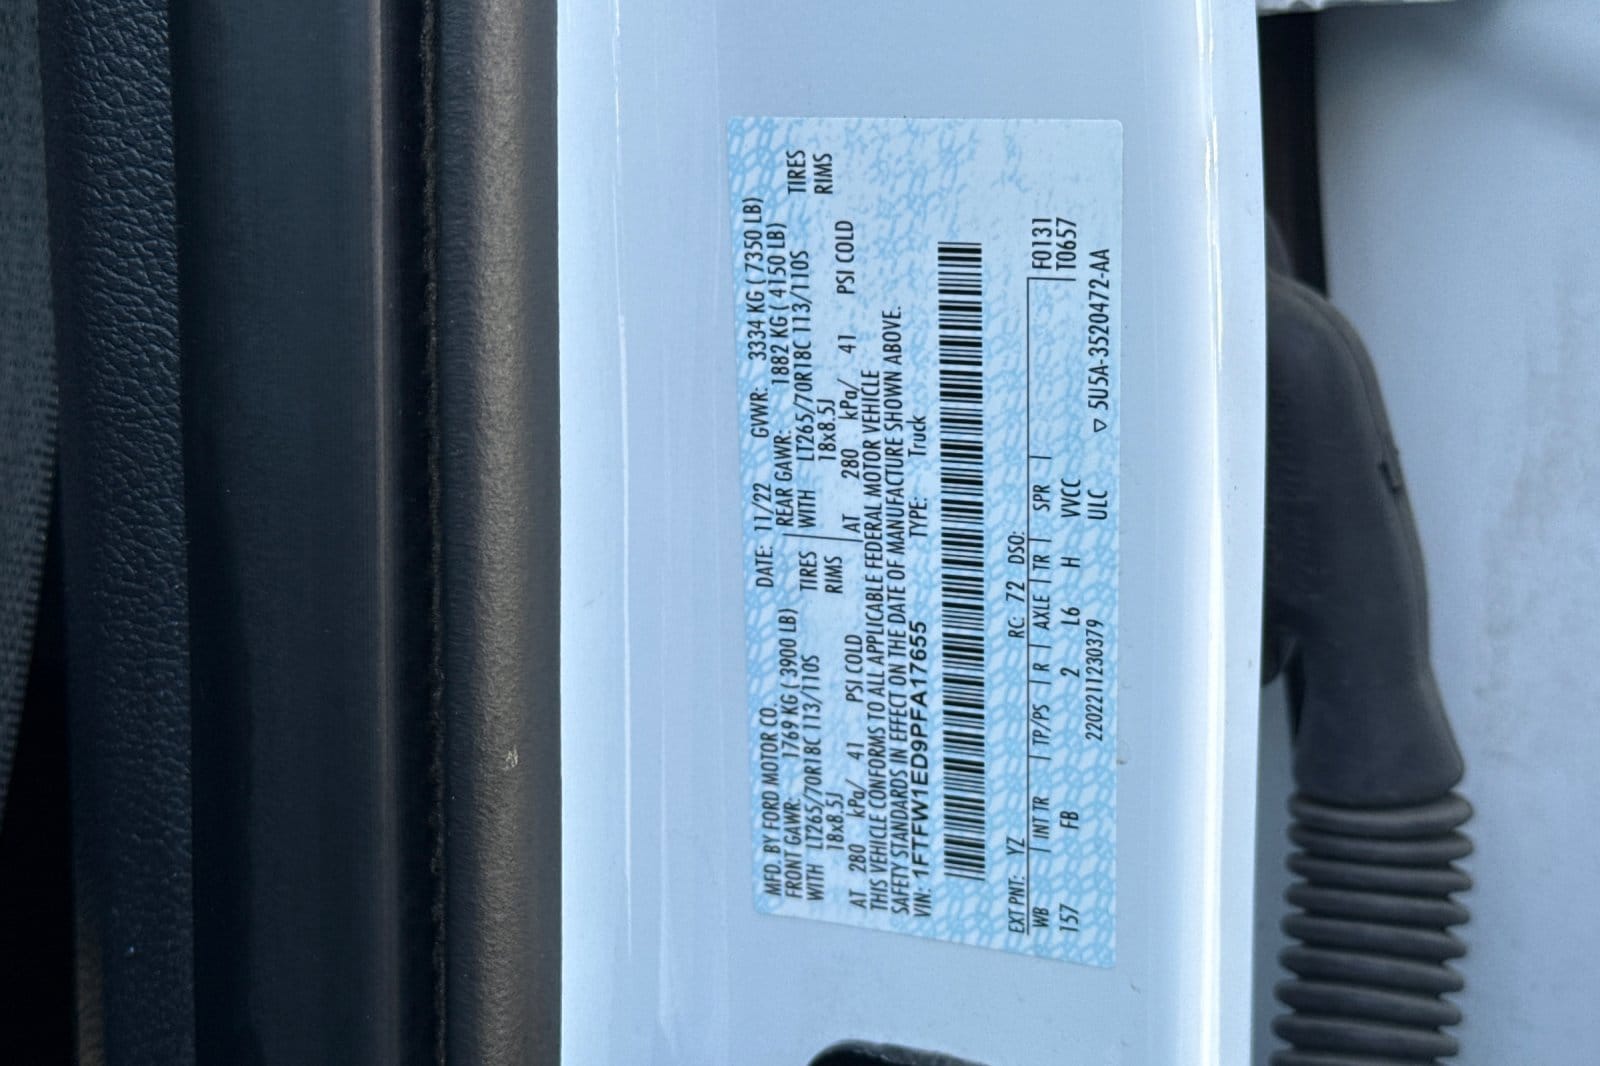 MFD. BY FORD MOTOR CO. DATE: 11/22 GVWR: 3334 KG ( 7350 LB)
FRONT GAWR: 1769 KG ( 3900 LB) REAR GAWR: 1882 KG ( 4150 LB)
WITH LT265/70R18C 113/110S TIRES WITH LT265/70R18C 113/110S TIRES
18x8.5J RIMS 18x8.5J RIMS
AT 280 kPa/ 41 PSI COLD AT 280 kPa/ 41 PSI COLD
THIS VEHICLE CONFORMS TO ALL APPLICABLE FEDERAL MOTOR VEHICLE
SAFETY STANDARDS IN EFFECT ON THE DATE OF MANUFACTURE SHOWN ABOVE.
VIN: 1FTFW1ED9PFA17655 TYPE: Truck
EXT PNT: YZ RC: 72 DSO:
WB INT TR TP/PS R AXLE TR SPR F0131
157 FB 2 L6 H VVCC T0657
2202211230379 ULC ▽ 5U5A-3520472-AA